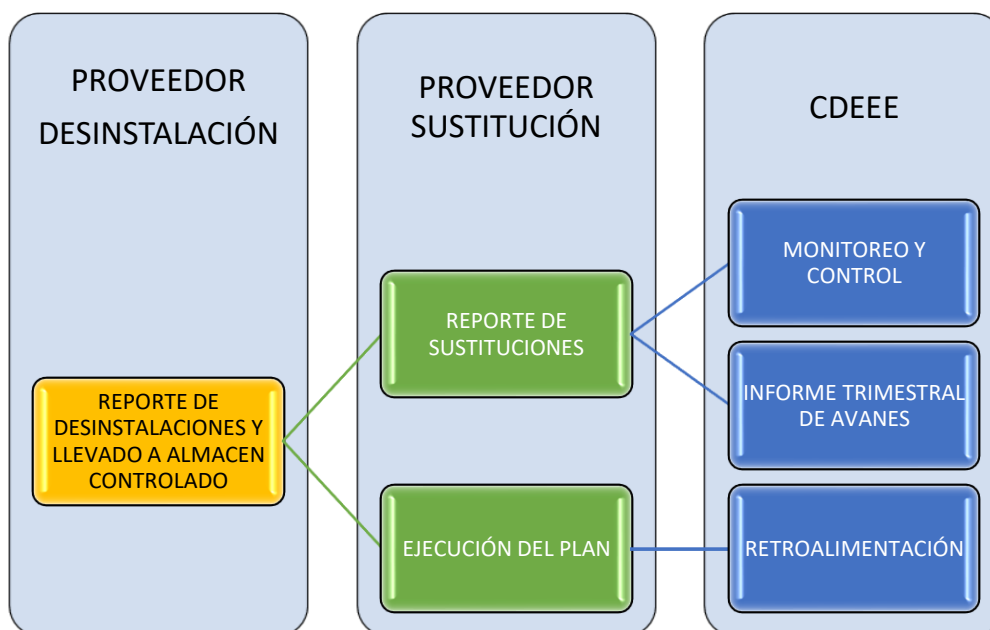 PROVEEDOR
DESINSTALACIÓN
REPORTE DE
DESINSTALACIONES Y
LLEVADO A ALMACEN
CONTROLADO
PROVEEDOR
SUSTITUCIÓN
REPORTE DE
SUSTITUCIONES
EJECUCIÓN DEL PLAN
CDEEE
MONITOREO Y
CONTROL
INFORME TRIMESTRAL
DE AVANES
RETROALIMENTACIÓN